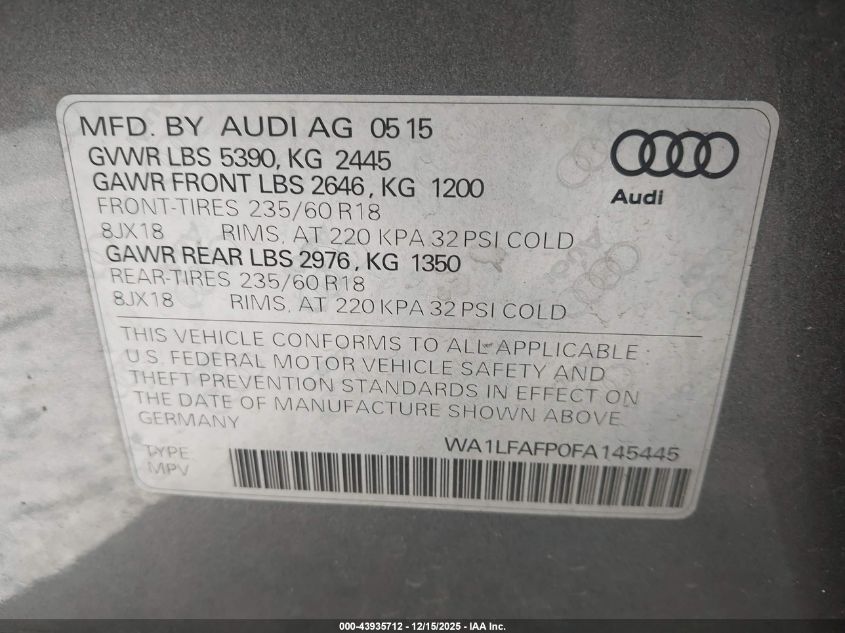 MFD. BY AUDI AG 05 15
GVWR LBS 5390, KG 2445
GAWR FRONT LBS 2646, KG 1200
FRONT-TIRES 235/60 R18
8JX18 RIMS, AT 220 KPA 32 PSI COLD
GAWR REAR LBS 2976, KG 1350
REAR-TIRES 235/60 R18
8JX18 RIMS, AT 220 KPA 32 PSI COLD
Audi
THIS VEHICLE CONFORMS TO ALL APPLICABLE
U.S. FEDERAL MOTOR VEHICLE SAFETY AND
THEFT PREVENTION STANDARDS IN EFFECT ON
THE DATE OF MANUFACTURE SHOWN ABOVE
GERMANY
WA1LFAFP0FA145445
TYPE:
MPV
000-43935712 - 12/15/2025 - IAA Inc.